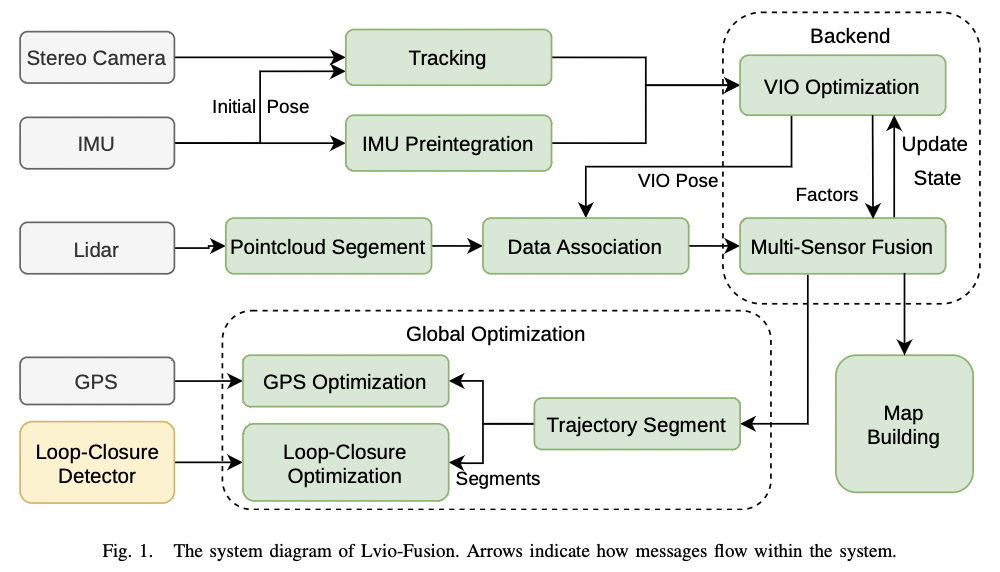 Stereo Camera
Tracking
Backend
VIO Optimization
Initial Pose
IMU
IMU Preintegration
Update
State
VIO Pose
Factors
Lidar
Pointcloud Segement
Data Association
Multi-Sensor Fusion
Global Optimization
GPS
GPS Optimization
Trajectory Segment
Map
Building
Loop-Closure
Detector
Loop-Closure
Optimization
Segments
Fig. 1. The system diagram of Lvio-Fusion. Arrows indicate how messages flow within the system.